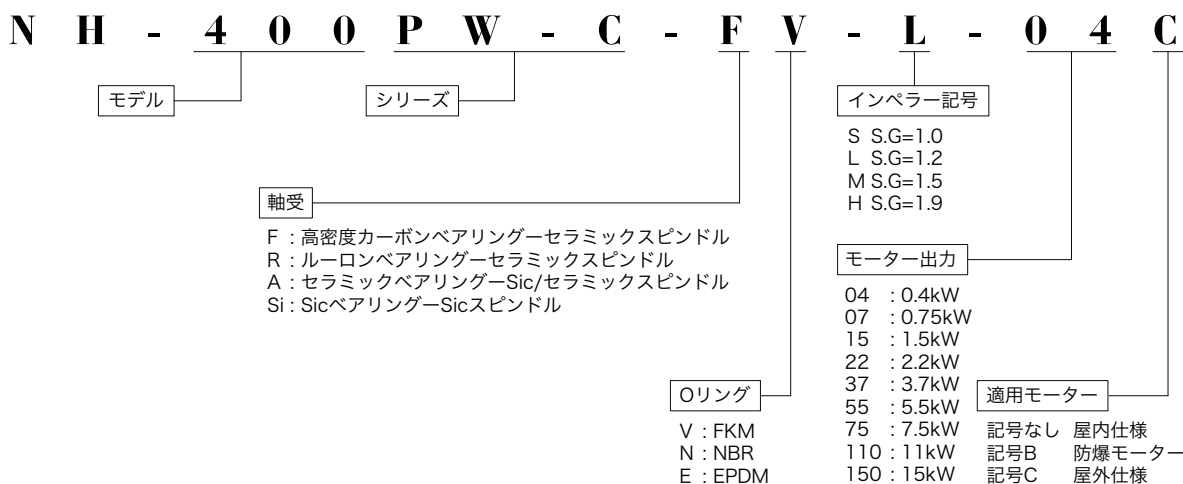 NH-400PW-C-FV-L-04C
モデル
シリーズ
インペラー記号
S S.G=1.0
L S.G=1.2
M S.G=1.5
H S.G=1.9
軸受
F : 高密度カーボンベアリングーセラミックスピンドル
R : ルーロンベアリングーセラミックスピンドル
A : セラミックベアリングーSic/セラミックスピンドル
Si : SicベアリングーSicスピンドル
モーター出力
04 : 0.4kW
07 : 0.75kW
15 : 1.5kW
22 : 2.2kW
37 : 3.7kW
55 : 5.5kW
75 : 7.5kW
110 : 11kW
150 : 15kW
Oリング
V : FKM
N : NBR
E : EPDM
適用モーター
記号なし 屋内仕様
記号B 防爆モーター
記号C 屋外仕様